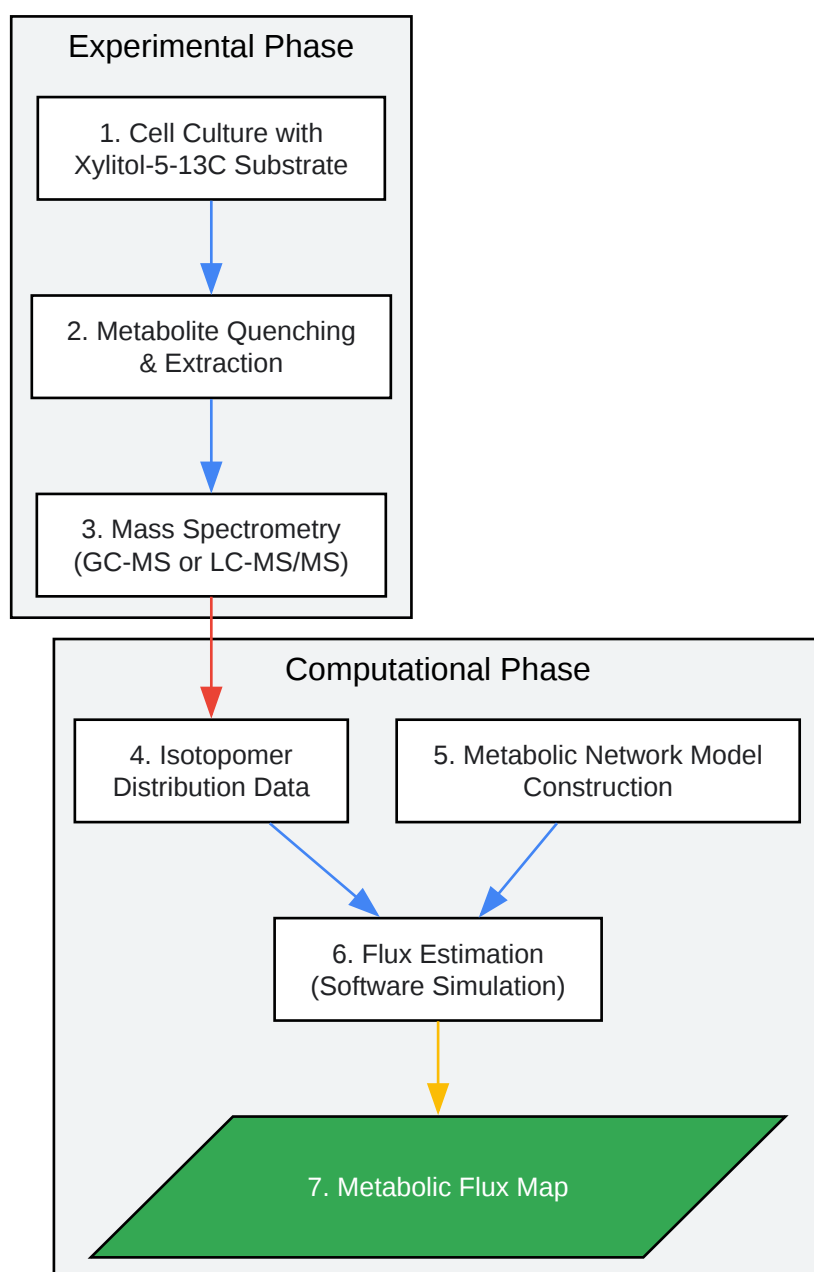 Experimental Phase
1. Cell Culture with
Xylitol-5-13C Substrate
2. Metabolite Quenching
& Extraction
3. Mass Spectrometry
(GC-MS or LC-MS/MS)
Computational Phase
4. Isotopomer
Distribution Data
5. Metabolic Network Model
Construction
6. Flux Estimation
(Software Simulation)
7. Metabolic Flux Map